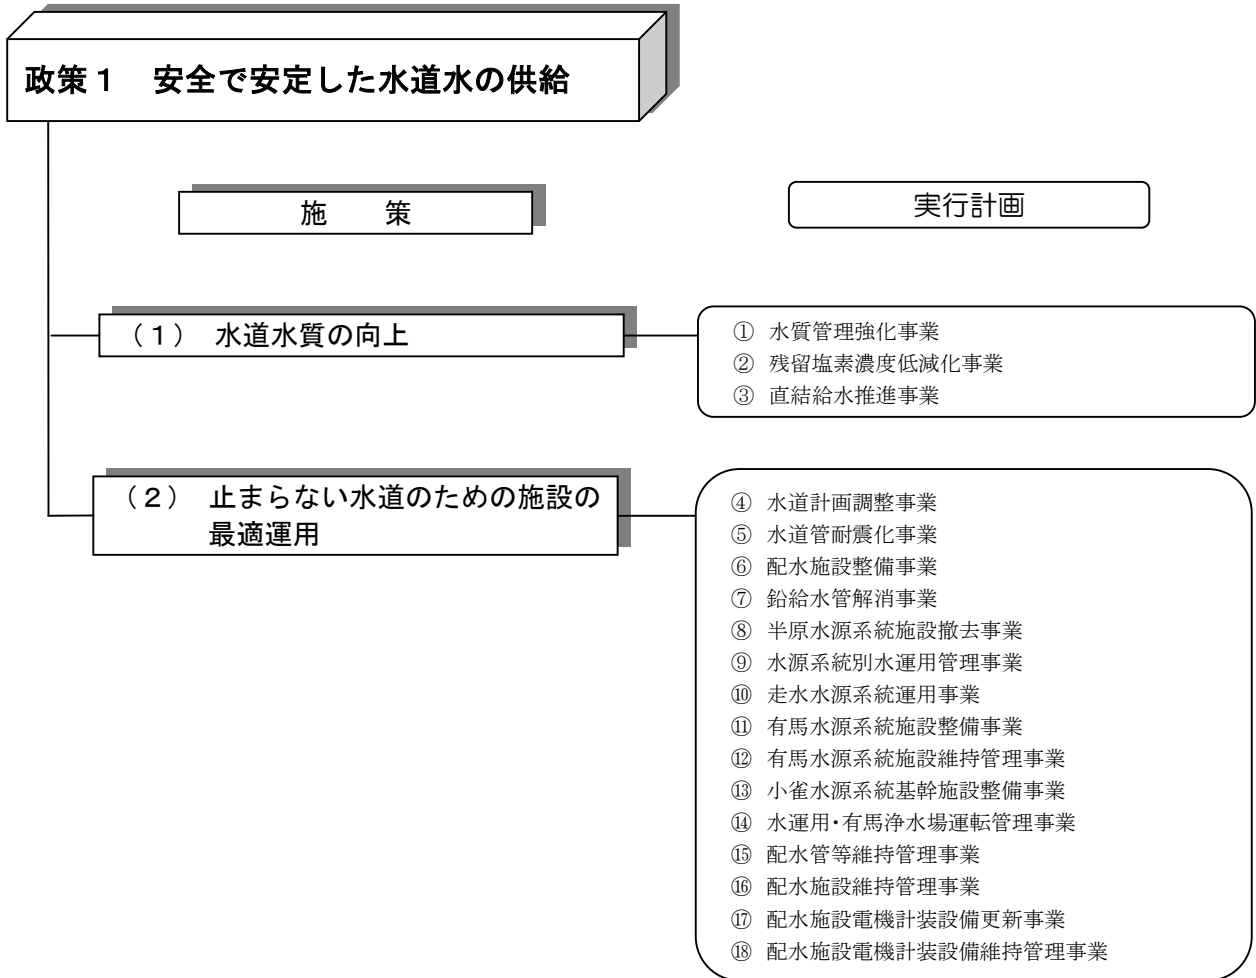 政策1　安全で安定した水道水の供給
施　　策
実行計画
（1）　水道水質の向上
① 水質管理強化事業
② 残留塩素濃度低減化事業
③ 直結給水推進事業
（2）　止まらない水道のための施設の
最適運用
④ 水道計画調整事業
⑤ 水道管耐震化事業
⑥ 配水施設整備事業
⑦ 鉛給水管解消事業
⑧ 半原水源系統施設撤去事業
⑨ 水源系統別水運用管理事業
⑩ 走水水源系統運用事業
⑪ 有馬水源系統施設整備事業
⑫ 有馬水源系統施設維持管理事業
⑬ 小雀水源系統基幹施設整備事業
⑭ 水運用・有馬浄水場運転管理事業
⑮ 配水管等維持管理事業
⑯ 配水施設維持管理事業
⑰ 配水施設電機計装設備更新事業
⑱ 配水施設電機計装設備維持管理事業